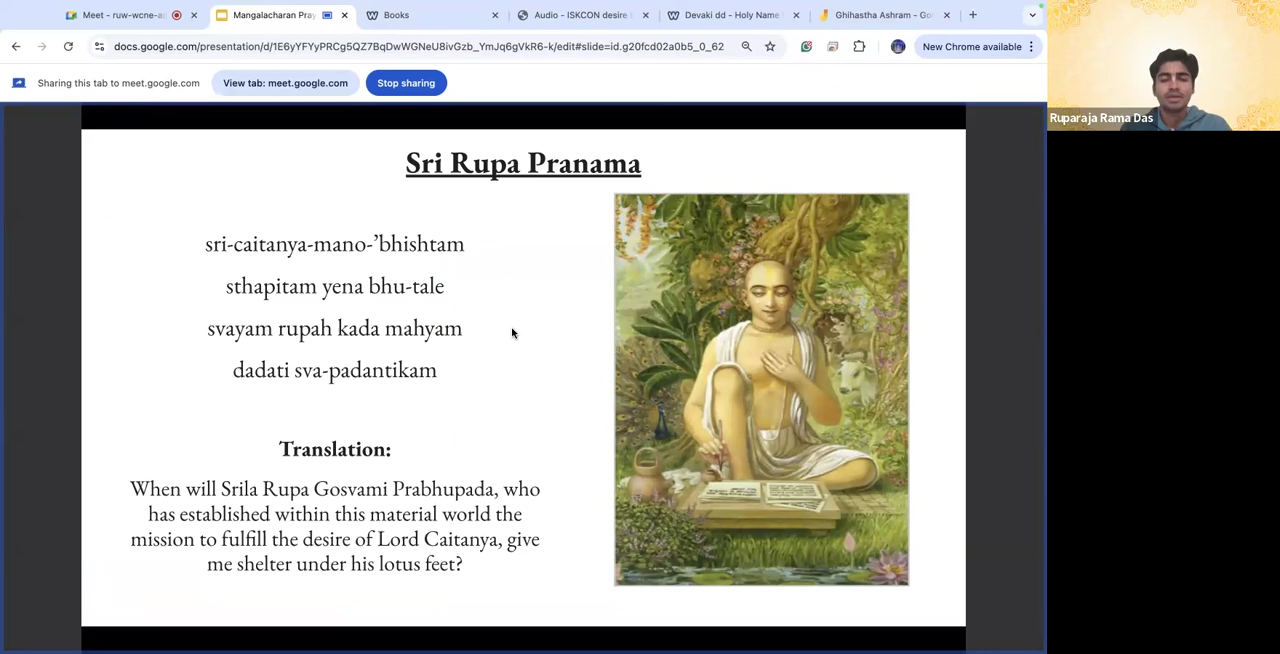 Meet - ruw-wcne-as
Mangalacharan Pray
Books
Audio - ISKCON desire t
Devaki dd - Holy Name
Ghihastha Ashram - Go
docs.google.com/presentation/d/1E6yYFYyPRCg5QZ7BqDwWGNeU8ivGzb_YmJq6gVkR6-k/edit#slide=id.g20fcd02a0b5_0_62
New Chrome available
Sharing this tab to meet.google.com
View tab: meet.google.com
Stop sharing
Ruparaja Rama Das
Sri Rupa Pranama
sri-caitanya-mano-’bhishtam
sthapitam yena bhu-tale
svayam rupah kada mahyam
dadati sva-padantikam
Translation:
When will Srila Rupa Gosvami Prabhupada, who
has established within this material world the
mission to fulfill the desire of Lord Caitanya, give
me shelter under his lotus feet?